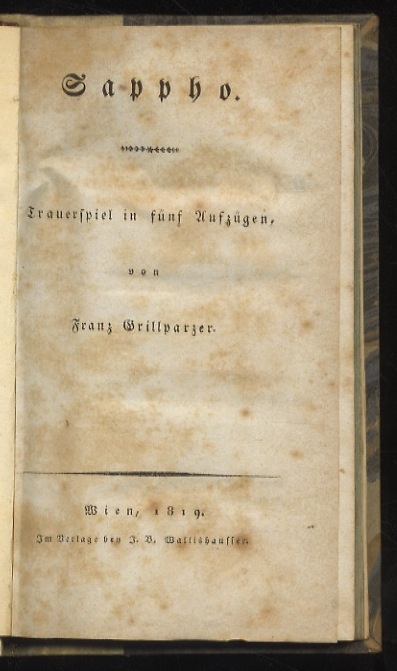 Sappho.
Trauerspiel in fünf Aufzügen,
von
Franz Grillparzer.
Wien, 1819.
Im Verlage bey J. B. Wallishausser.